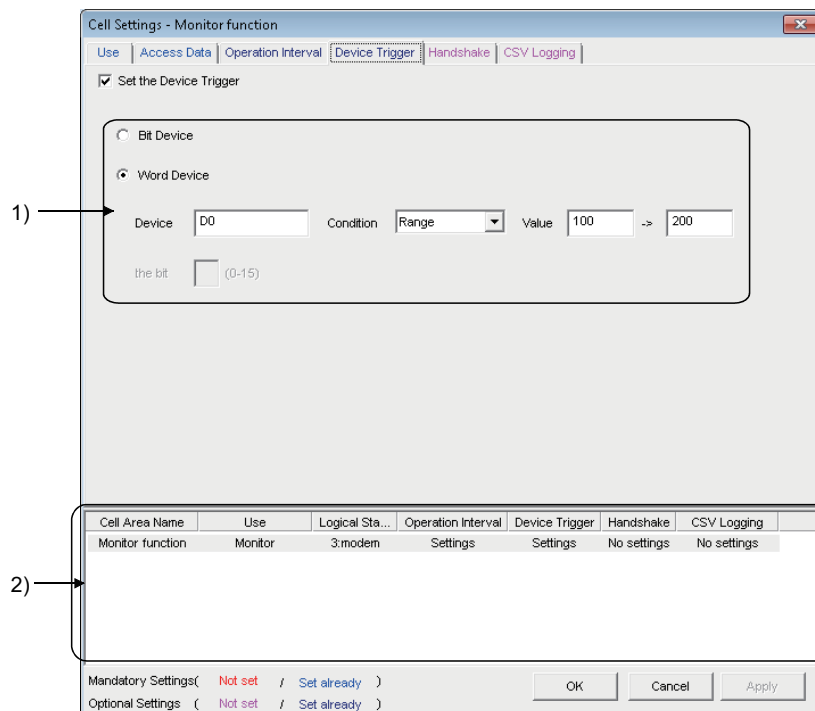 Cell Settings - Monitor function
Use Access Data Operation Interval Device Trigger Handshake CSV Logging
Set the Device Trigger
Bit Device
Word Device
1)
Device D0 Condition Range Value 100 -> 200
the bit (0-15)
Cell Area Name Use Logical Sta... Operation Interval Device Trigger Handshake CSV Logging
Monitor function Monitor 3:modem Settings Settings No settings No settings
2)
Mandatory Settings( Not set / Set already )
OK Cancel Apply
Optional Settings ( Not set / Set already )